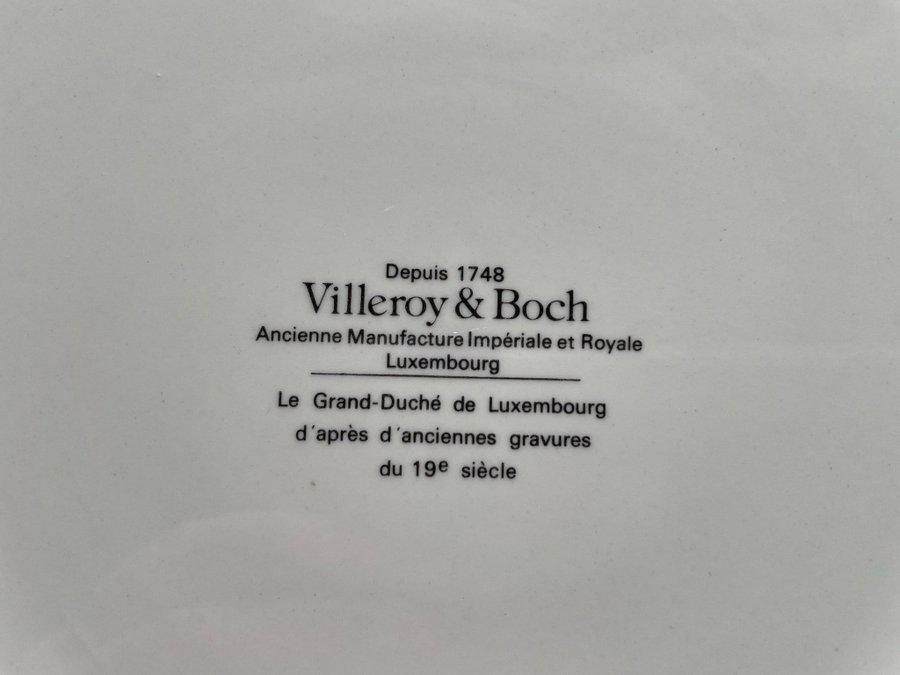 Depuis 1748
Villeroy & Boch
Ancienne Manufacture Impériale et Royale
Luxembourg
Le Grand-Duché de Luxembourg
d'après d'anciennes gravures
du 19e siècle